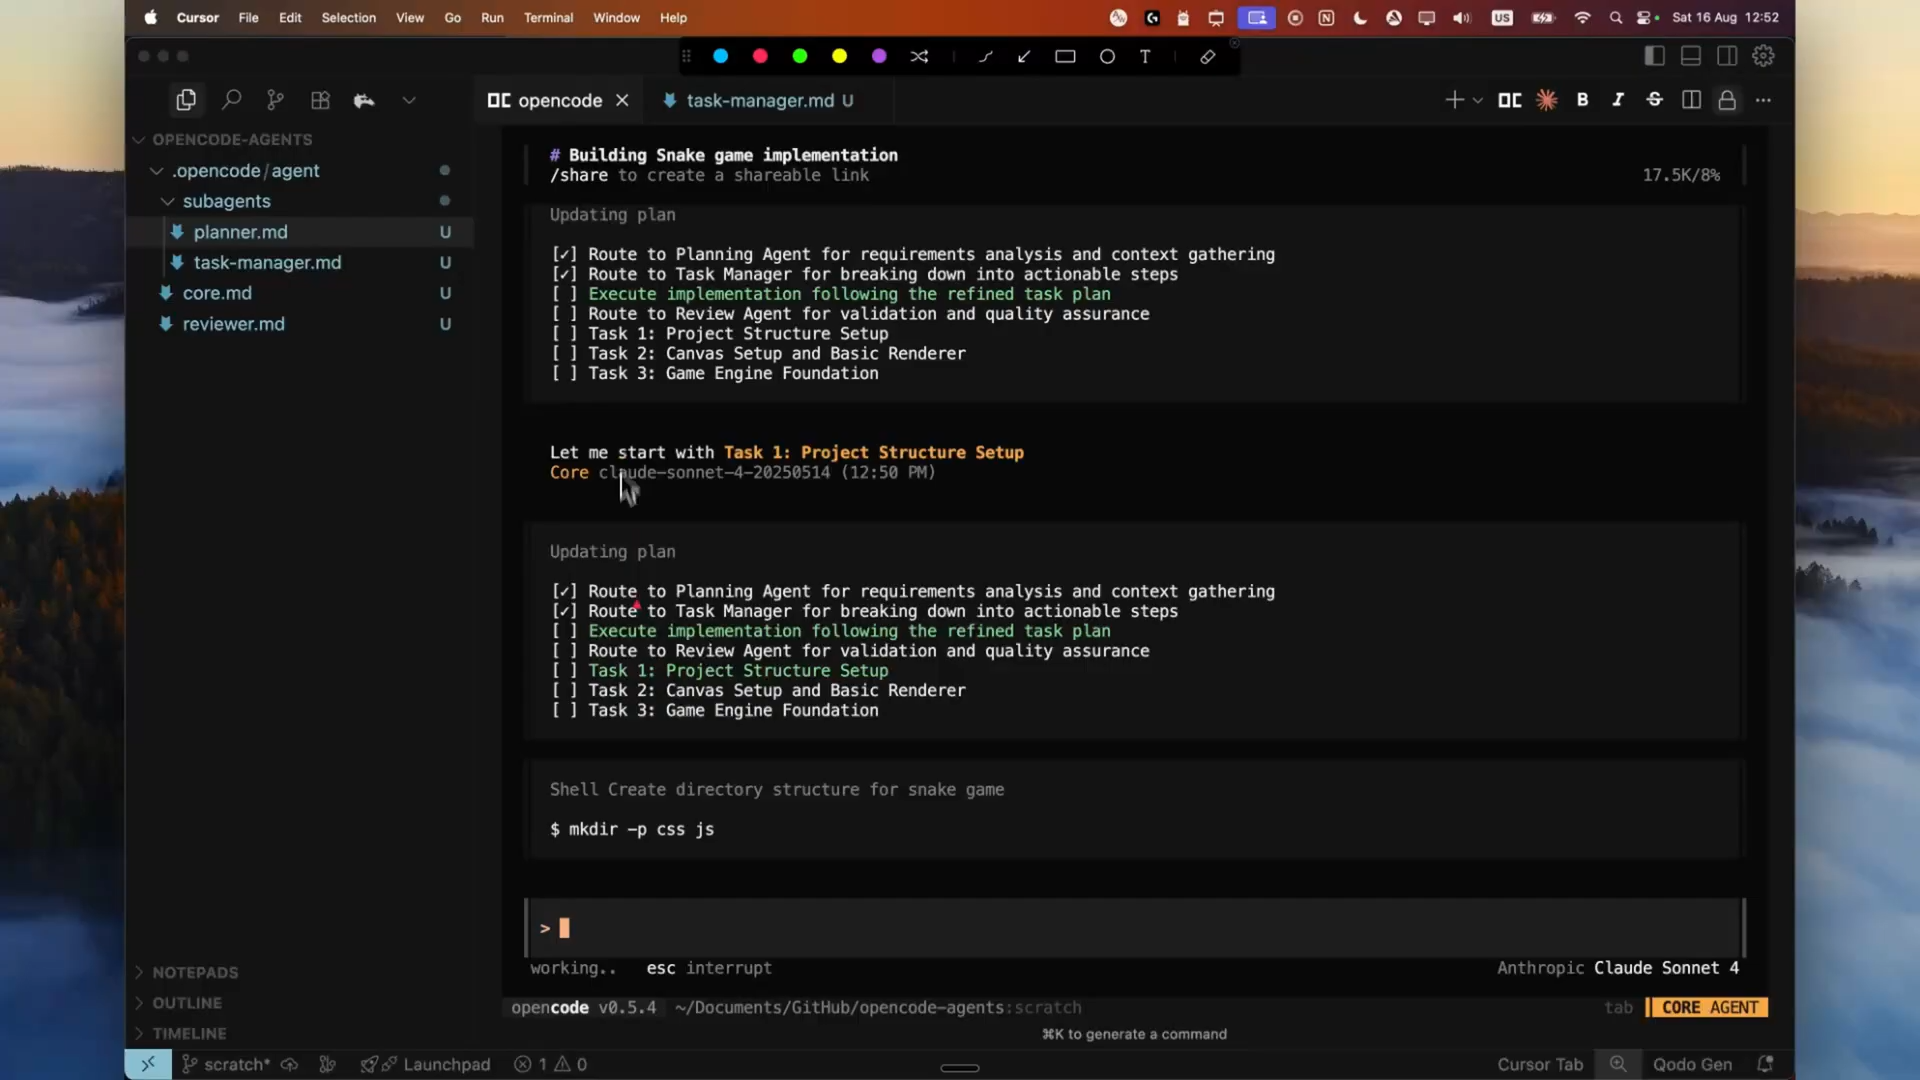 Cursor File Edit Selection View Go Run Terminal Window Help
US Sat 16 Aug 12:52
T
opencode
task-manager.md U
B I S
OPENCODE-AGENTS
.opencode/agent
subagents
planner.md U
task-manager.md U
core.md U
reviewer.md U
# Building Snake game implementation
/share to create a shareable link 17.5K/8%
Updating plan
[✓] Route to Planning Agent for requirements analysis and context gathering
[✓] Route to Task Manager for breaking down into actionable steps
[ ] Execute implementation following the refined task plan
[ ] Route to Review Agent for validation and quality assurance
[ ] Task 1: Project Structure Setup
[ ] Task 2: Canvas Setup and Basic Renderer
[ ] Task 3: Game Engine Foundation
Let me start with Task 1: Project Structure Setup
Core claude-sonnet-4-20250514 (12:50 PM)
Updating plan
[✓] Route to Planning Agent for requirements analysis and context gathering
[✓] Route to Task Manager for breaking down into actionable steps
[ ] Execute implementation following the refined task plan
[ ] Route to Review Agent for validation and quality assurance
[ ] Task 1: Project Structure Setup
[ ] Task 2: Canvas Setup and Basic Renderer
[ ] Task 3: Game Engine Foundation
Shell Create directory structure for snake game
$ mkdir -p css js
>
working.. esc interrupt Anthropic Claude Sonnet 4
opencode v0.5.4 ~/Documents/GitHub/opencode-agents:scratch tab CORE AGENT
⌘K to generate a command
NOTEPADS
OUTLINE
TIMELINE
scratch* Launchpad 1 0 Cursor Tab Qodo Gen